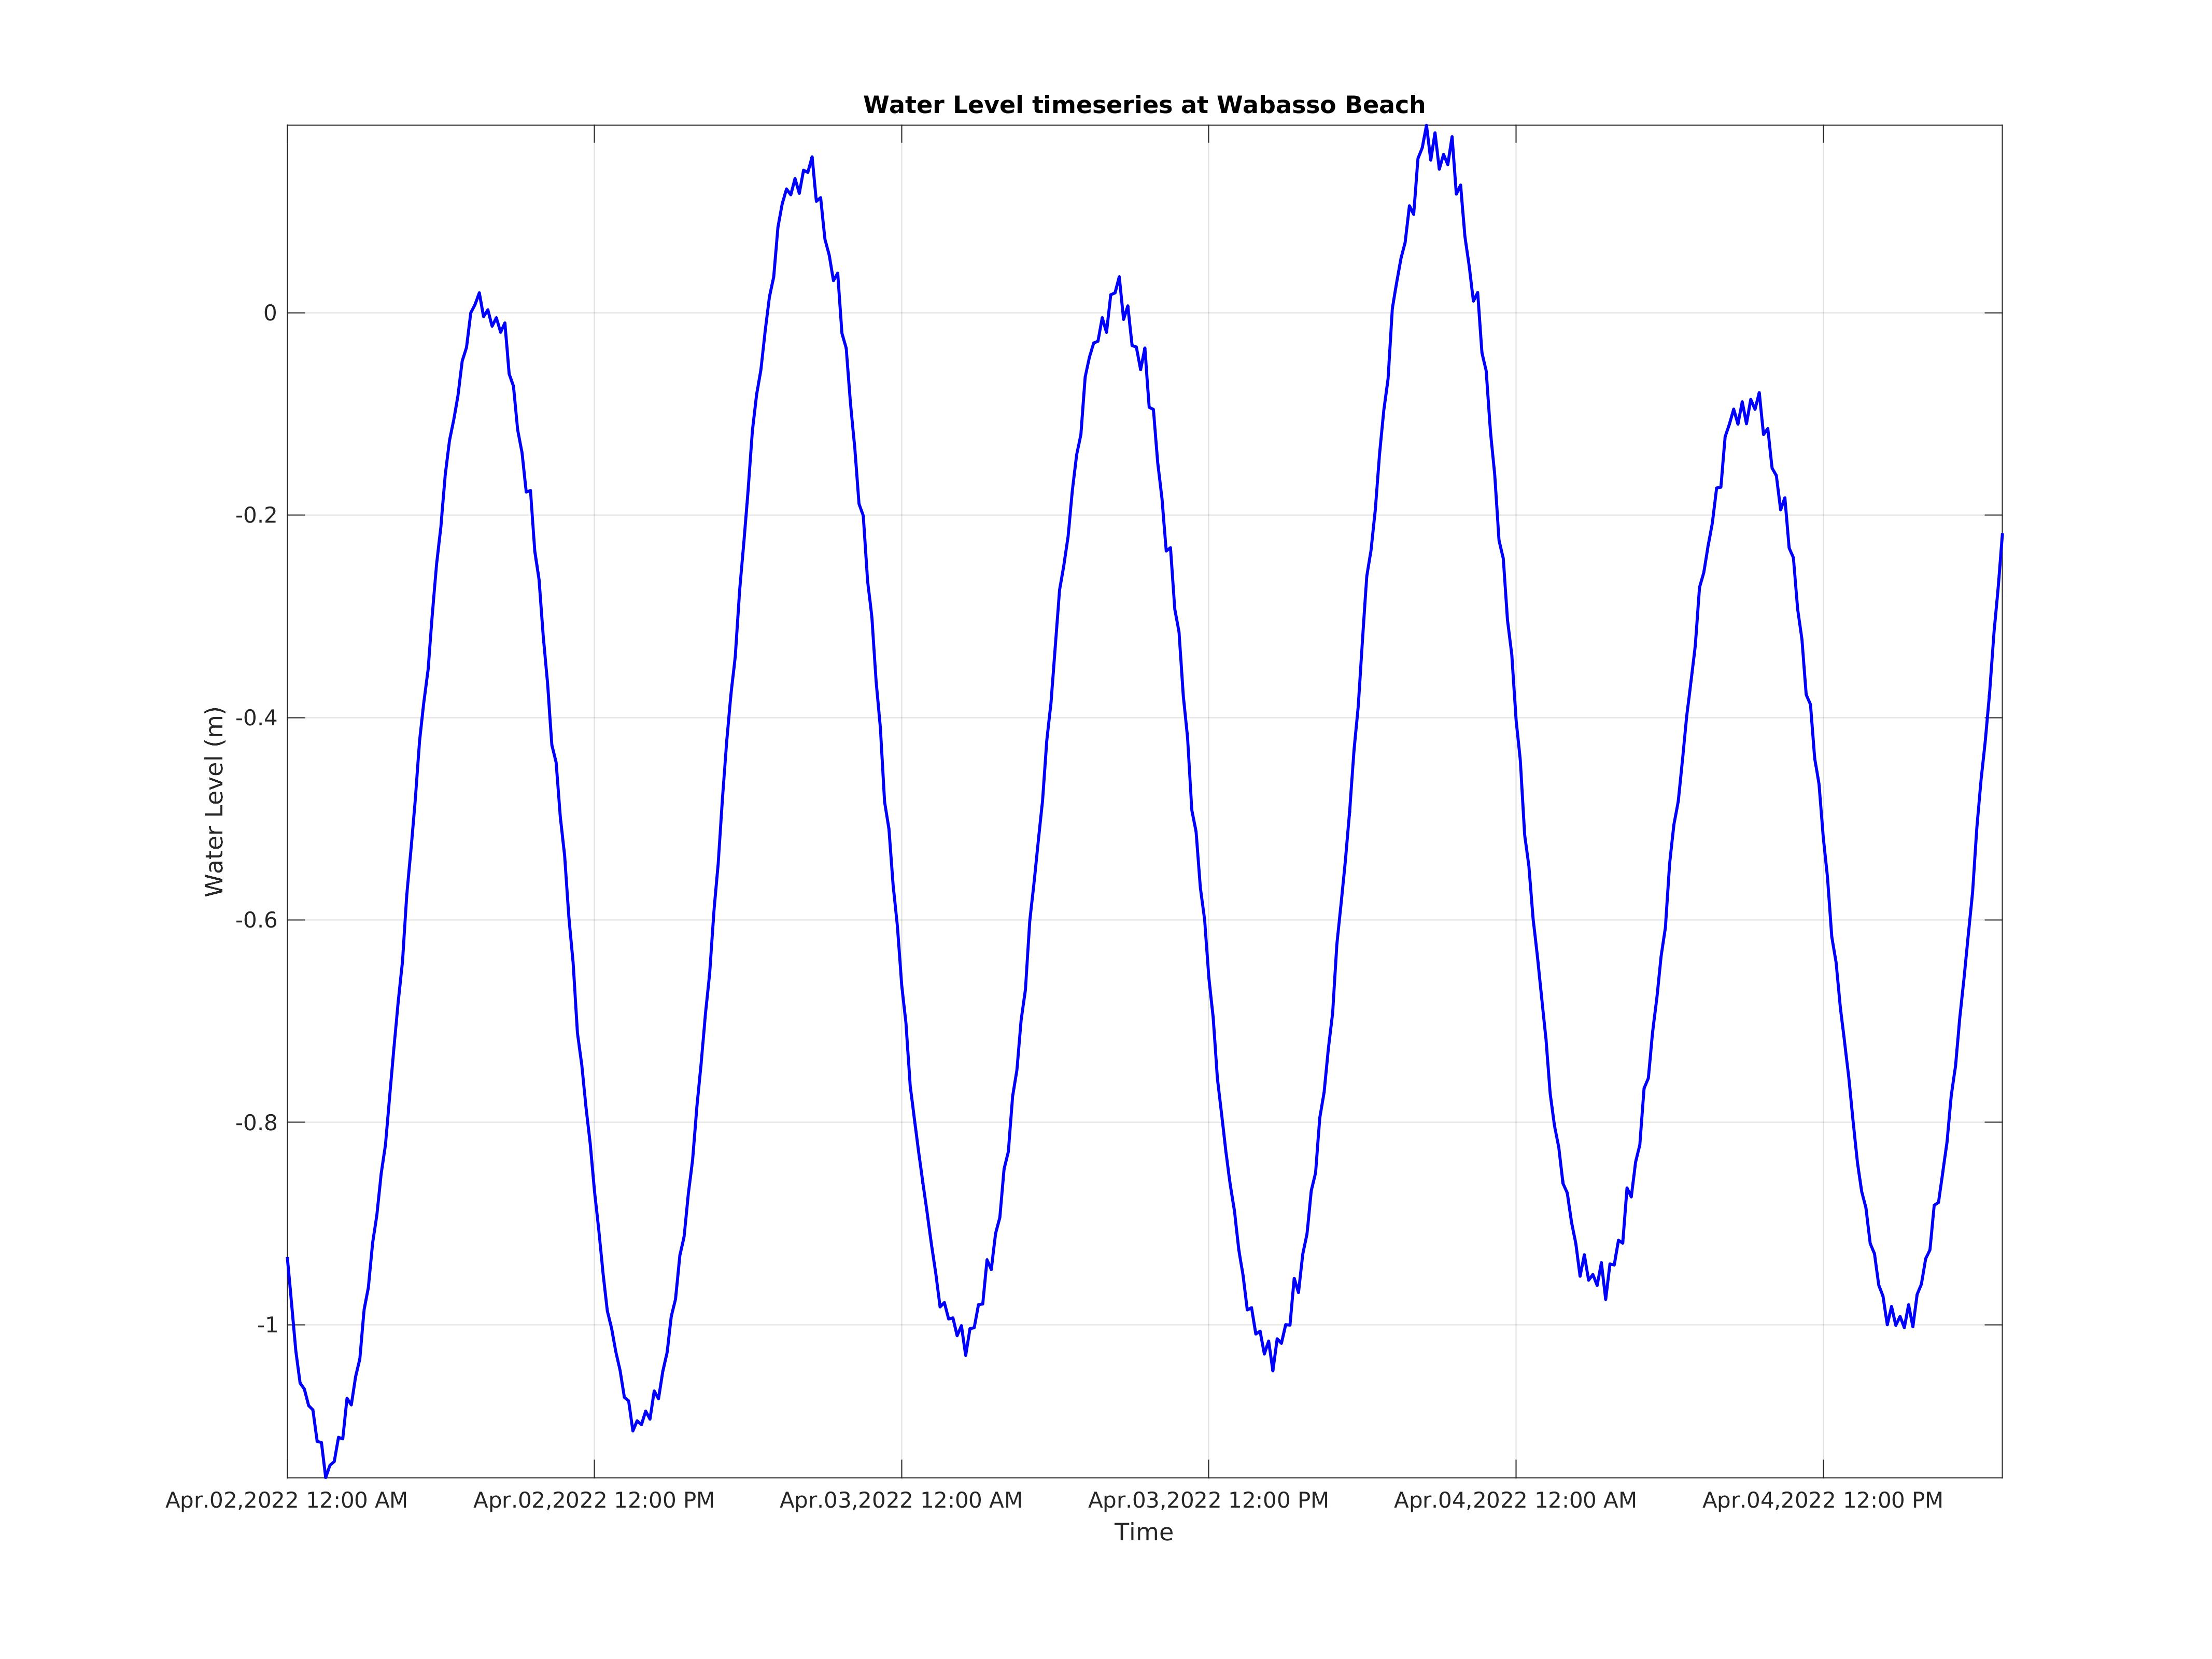 Water Level timeseries at Wabasso Beach
0
-0.2
-0.4
-0.6
-0.8
-1
Water Level (m)
Apr.02,2022 12:00 AM
Apr.02,2022 12:00 PM
Apr.03,2022 12:00 AM
Apr.03,2022 12:00 PM
Apr.04,2022 12:00 AM
Apr.04,2022 12:00 PM
Time